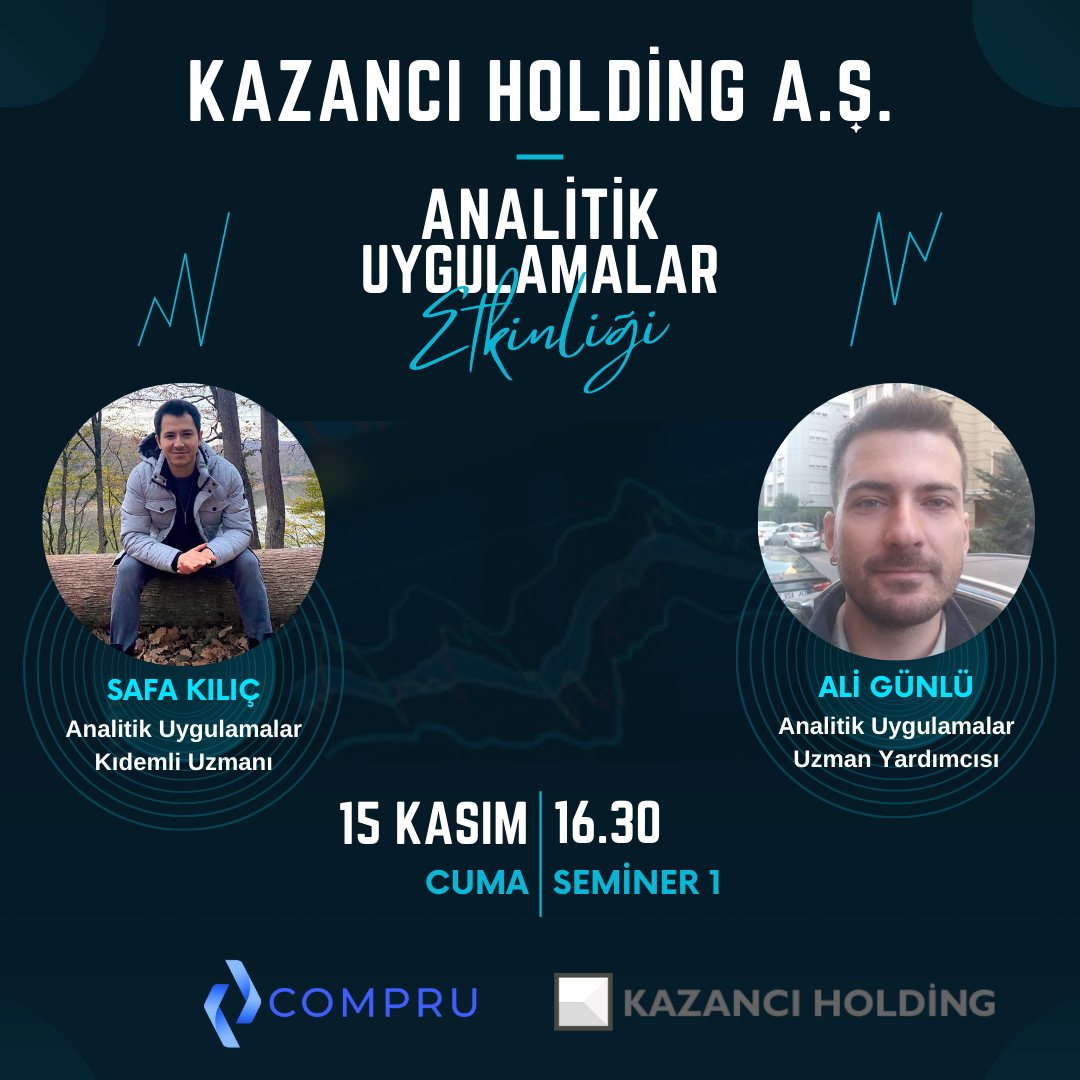 KAZANCI HOLDİNG A.Ş.
ANALİTİK
UYGULAMALAR
Etkinliği
SAFA KILIÇ
Analitik Uygulamalar
Kıdemli Uzmanı
ALİ GÜNLÜ
Analitik Uygulamalar
Uzman Yardımcısı
15 KASIM 16.30
CUMA SEMİNER 1
COMPRU
KAZANCI HOLDİNG